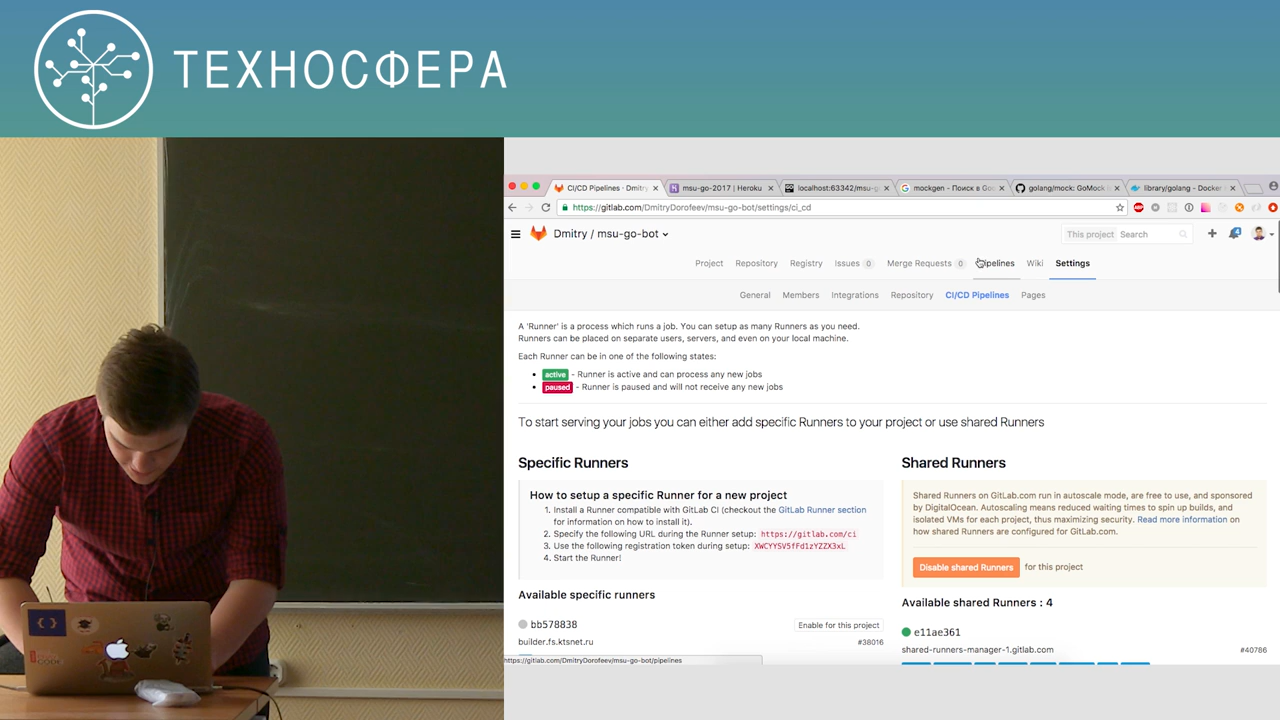 ТЕХНОСФЕРА
CI/CD Pipelines · Dmitry
msu-go-2017 | Heroku
localhost:63342/msu-g
mockgen - Поиск в Go
golang/mock: GoMock
library/golang - Docker
https://gitlab.com/DmitryDorofeev/msu-go-bot/settings/ci_cd
Dmitry / msu-go-bot
This project Search
Project Repository Registry Issues 0 Merge Requests 0 Pipelines Wiki Settings
General Members Integrations Repository CI/CD Pipelines Pages
A 'Runner' is a process which runs a job. You can setup as many Runners as you need.
Runners can be placed on separate users, servers, and even on your local machine.
Each Runner can be in one of the following states:
active - Runner is active and can process any new jobs
paused - Runner is paused and will not receive any new jobs
To start serving your jobs you can either add specific Runners to your project or use shared Runners
Specific Runners
How to setup a specific Runner for a new project
1. Install a Runner compatible with GitLab CI (checkout the GitLab Runner section
for information on how to install it).
2. Specify the following URL during the Runner setup: https://gitlab.com/ci
3. Use the following registration token during setup: XWCYYSV5fFd1zYZZX3xL
4. Start the Runner!
Available specific runners
bb578838
Enable for this project
builder.fs.ktsnet.ru
#38016
Shared Runners
Shared Runners on GitLab.com run in autoscale mode, are free to use, and sponsored
by DigitalOcean. Autoscaling means reduced waiting times to spin up builds, and
isolated VMs for each project, thus maximizing security. Read more information on
how shared Runners are configured for GitLab.com.
Disable shared Runners for this project
Available shared Runners : 4
e11ae361
shared-runners-manager-1.gitlab.com
#40786
https://gitlab.com/DmitryDorofeev/msu-go-bot/pipelines